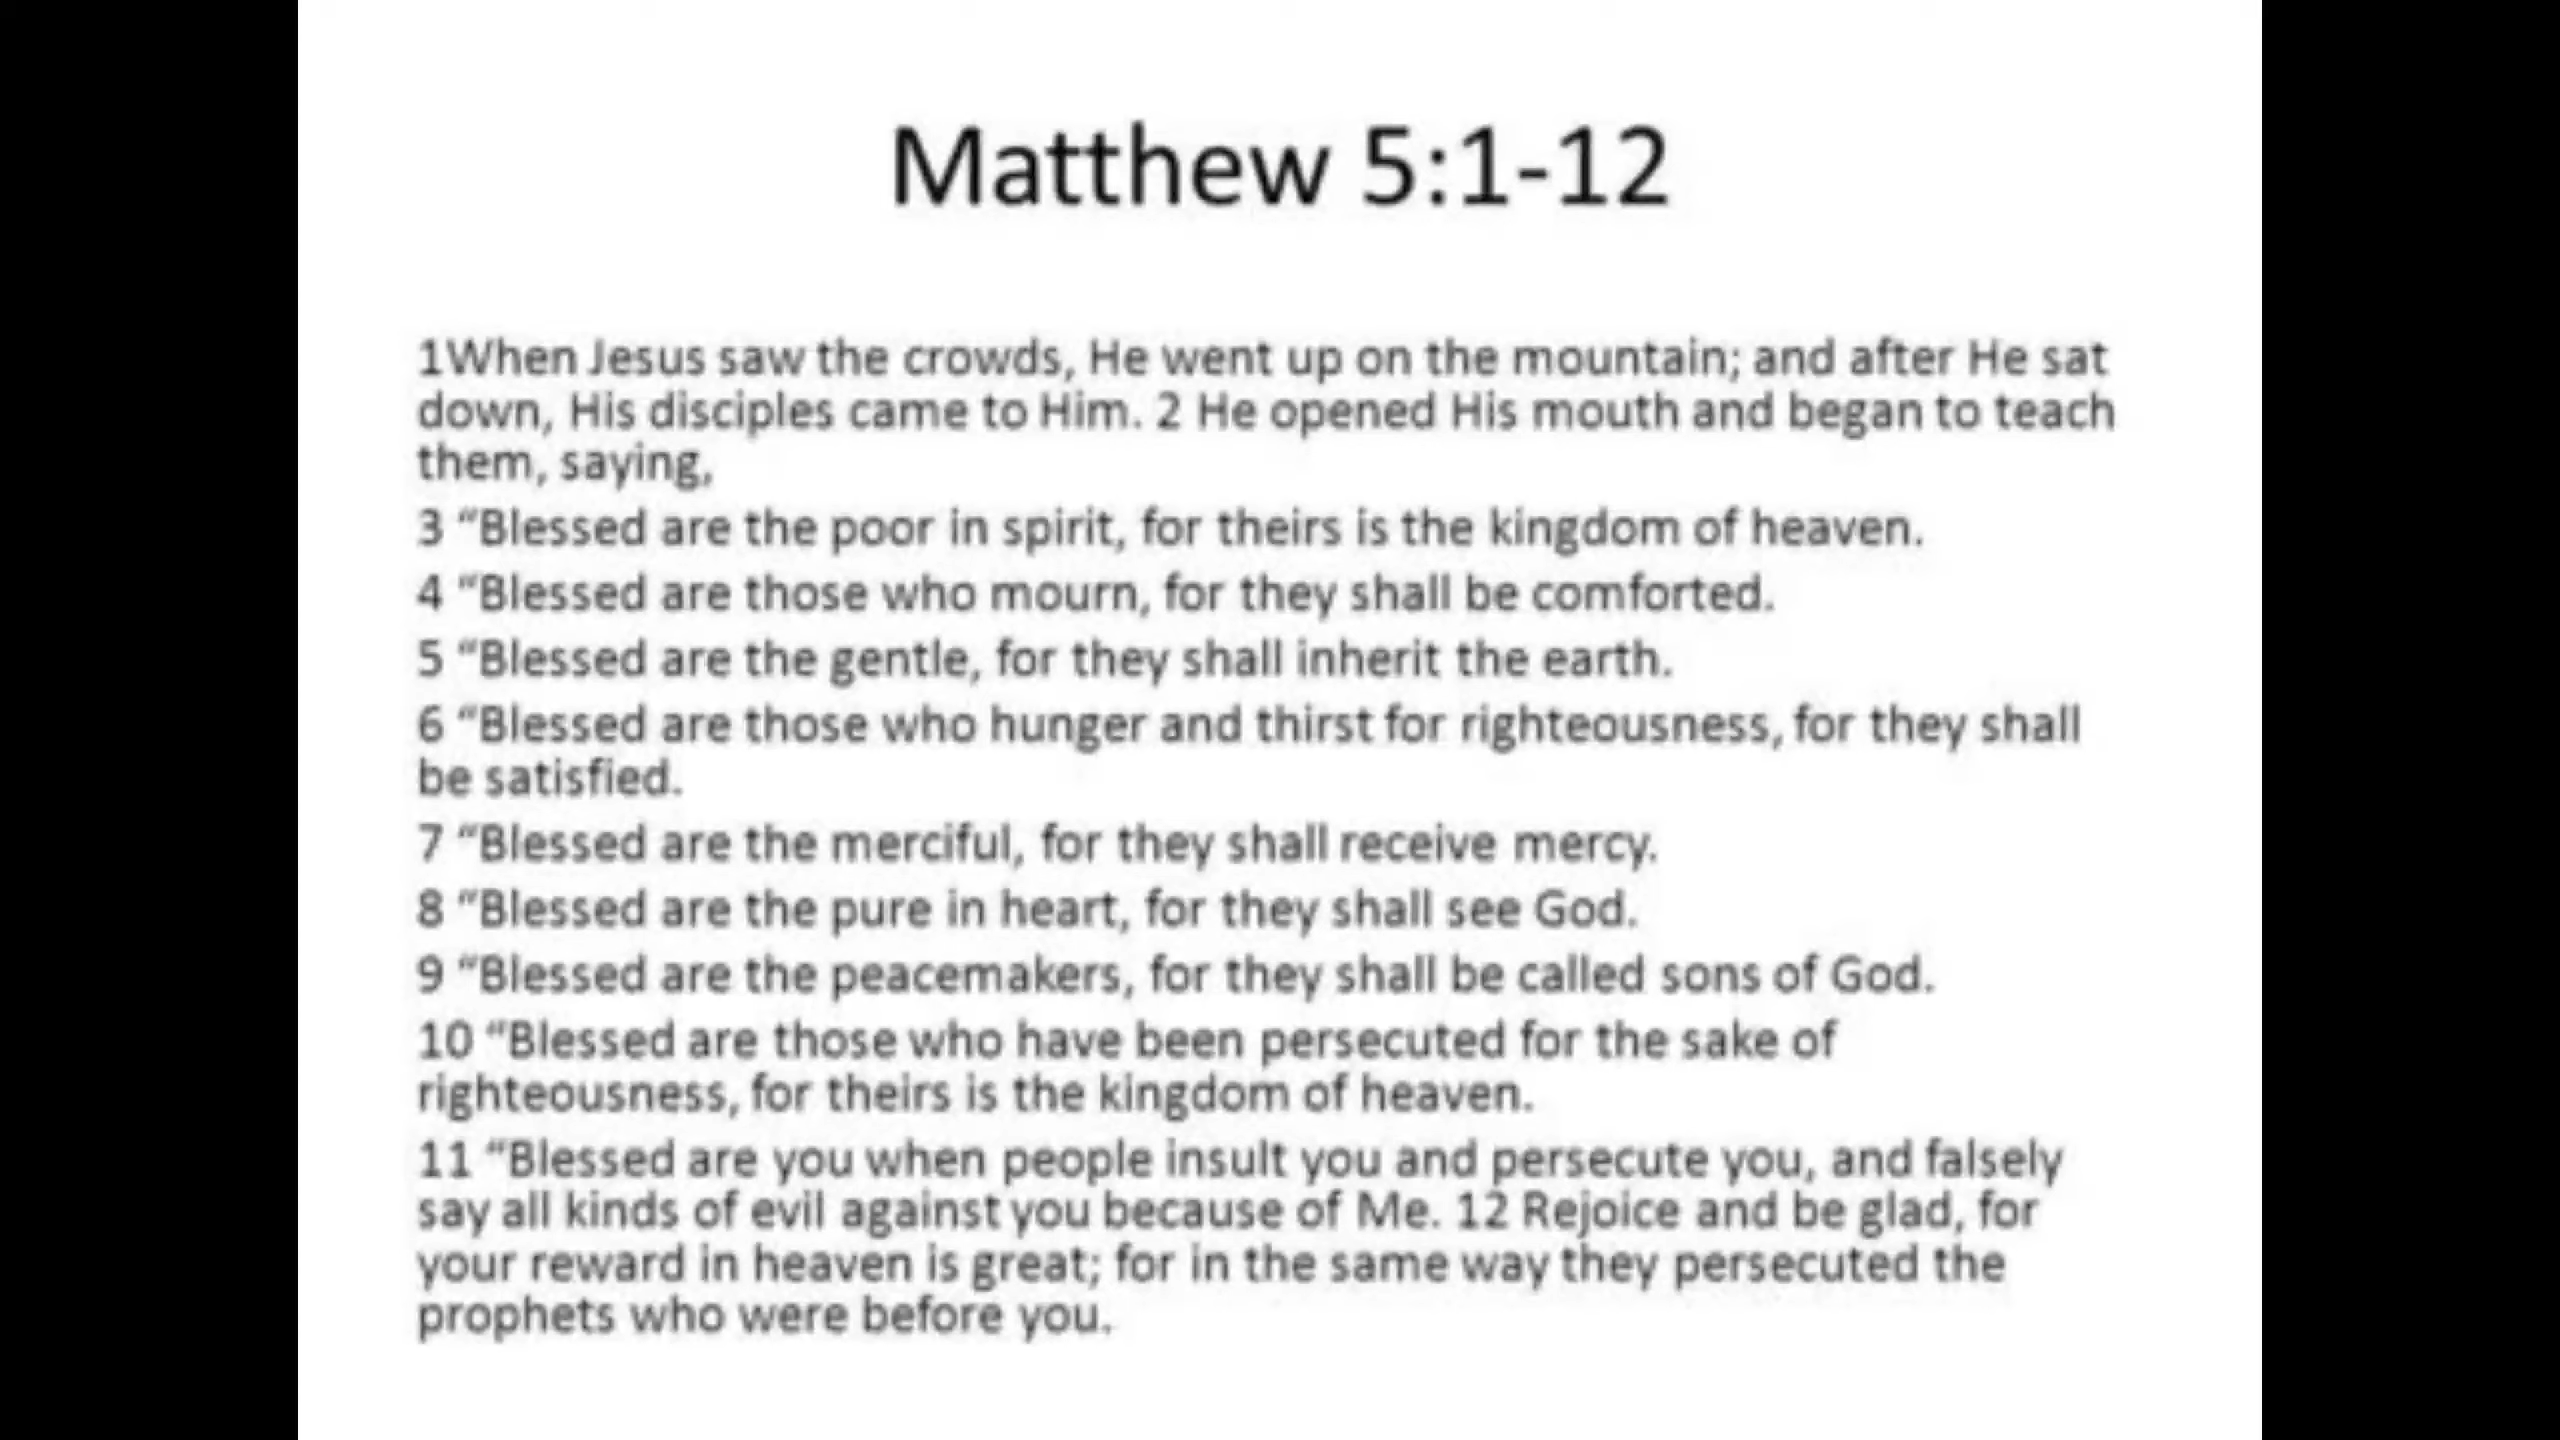 Matthew 5:1-12
1When Jesus saw the crowds, He went up on the mountain; and after He sat
down, His disciples came to Him. 2 He opened His mouth and began to teach
them, saying,
3 “Blessed are the poor in spirit, for theirs is the kingdom of heaven.
4 “Blessed are those who mourn, for they shall be comforted.
5 “Blessed are the gentle, for they shall inherit the earth.
6 “Blessed are those who hunger and thirst for righteousness, for they shall
be satisfied.
7 “Blessed are the merciful, for they shall receive mercy.
8 “Blessed are the pure in heart, for they shall see God.
9 “Blessed are the peacemakers, for they shall be called sons of God.
10 “Blessed are those who have been persecuted for the sake of
righteousness, for theirs is the kingdom of heaven.
11 “Blessed are you when people insult you and persecute you, and falsely
say all kinds of evil against you because of Me. 12 Rejoice and be glad, for
your reward in heaven is great; for in the same way they persecuted the
prophets who were before you.